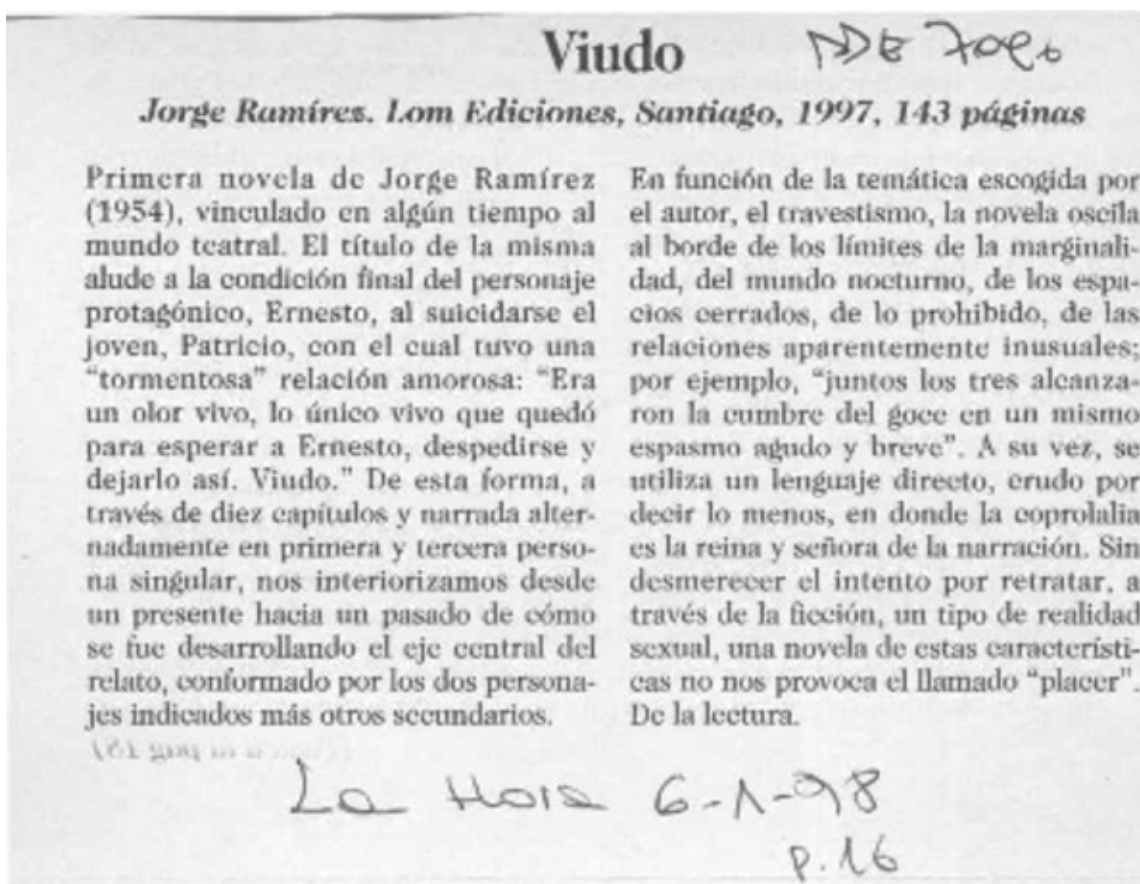 Viudo
Jorge Ramírez. Lom Ediciones, Santiago, 1997, 143 páginas
Primera novela de Jorge Ramírez
(1954), vinculado en algún tiempo al
mundo teatral. El título de la misma
alude a la condición final del personaje
protagónico, Ernesto, al suicidarse el
joven, Patricio, con el cual tuvo una
“tormentosa” relación amorosa: “Era
un olor vivo, lo único vivo que quedó
para esperar a Ernesto, despedirse y
dejarlo así. Viudo.” De esta forma, a
través de diez capítulos y narrada alter-
nadamente en primera y tercera perso-
na singular, nos interiorizamos desde
un presente hacia un pasado de cómo
se fue desarrollando el eje central del
relato, conformado por los dos persona-
jes indicados más otros secundarios.
En función de la temática escogida por
el autor, el travestismo, la novela oscila
al borde de los límites de la marginali-
dad, del mundo nocturno, de los espa-
cios cerrados, de lo prohibido, de las
relaciones aparentemente inusuales;
por ejemplo, “juntos los tres alcanza-
ron la cumbre del goce en un mismo
espasmo agudo y breve”. A su vez, se
utiliza un lenguaje directo, crudo por
decir lo menos, en donde la coprolalia
es la reina y señora de la narración. Sin
desmerecer el intento por retratar, a
través de la ficción, un tipo de realidad
sexual, una novela de estas característi-
cas no nos provoca el llamado “placer”.
De la lectura.
La Hora 6-1-98
p.16